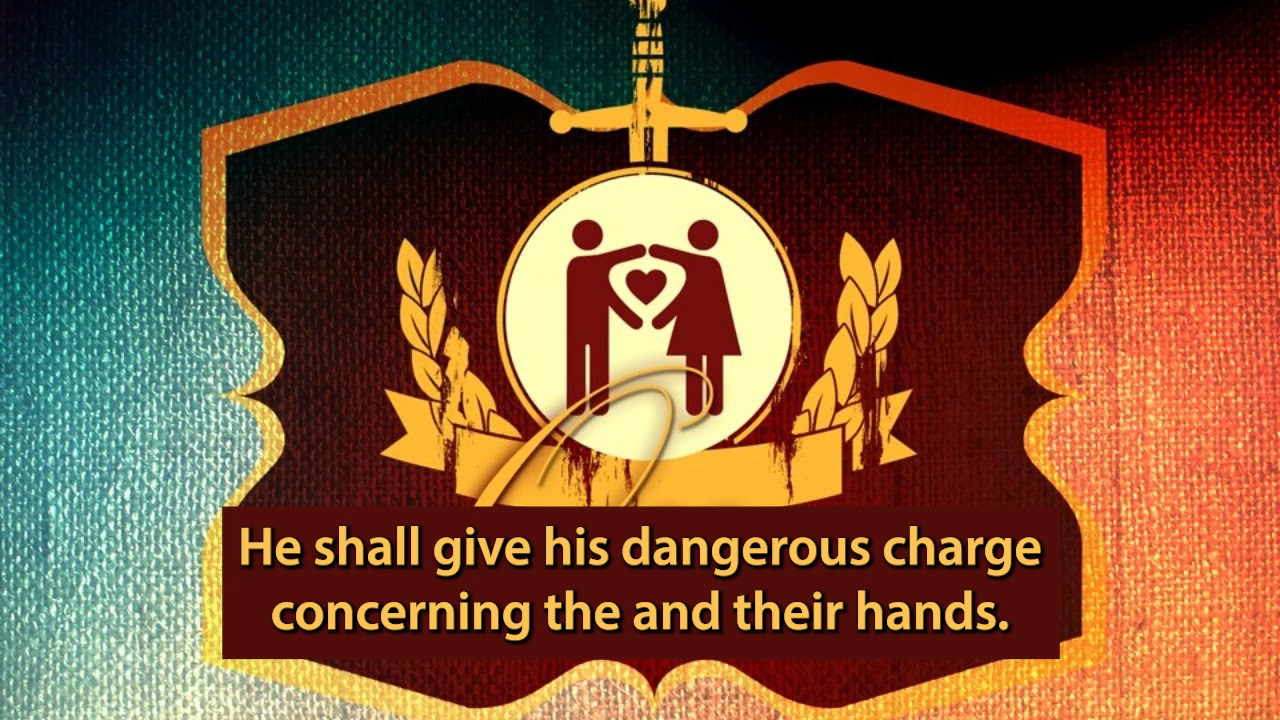 He shall give his dangerous charge
concerning the and their hands.